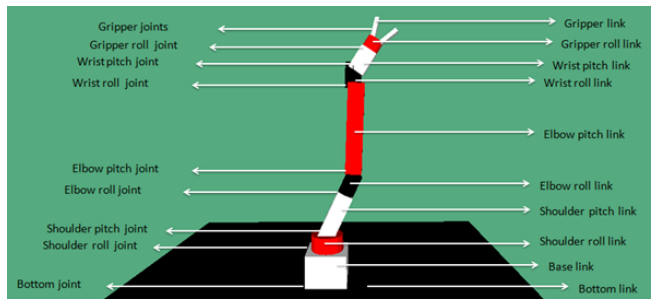 Gripper joints
Gripper link
Gripper roll joint
Gripper roll link
Wrist pitch joint
Wrist pitch link
Wrist roll joint
Wrist roll link
Elbow pitch link
Elbow pitch joint
Elbow roll joint
Elbow roll link
Shoulder pitch link
Shoulder pitch joint
Shoulder roll joint
Shoulder roll link
Base link
Bottom joint
Bottom link